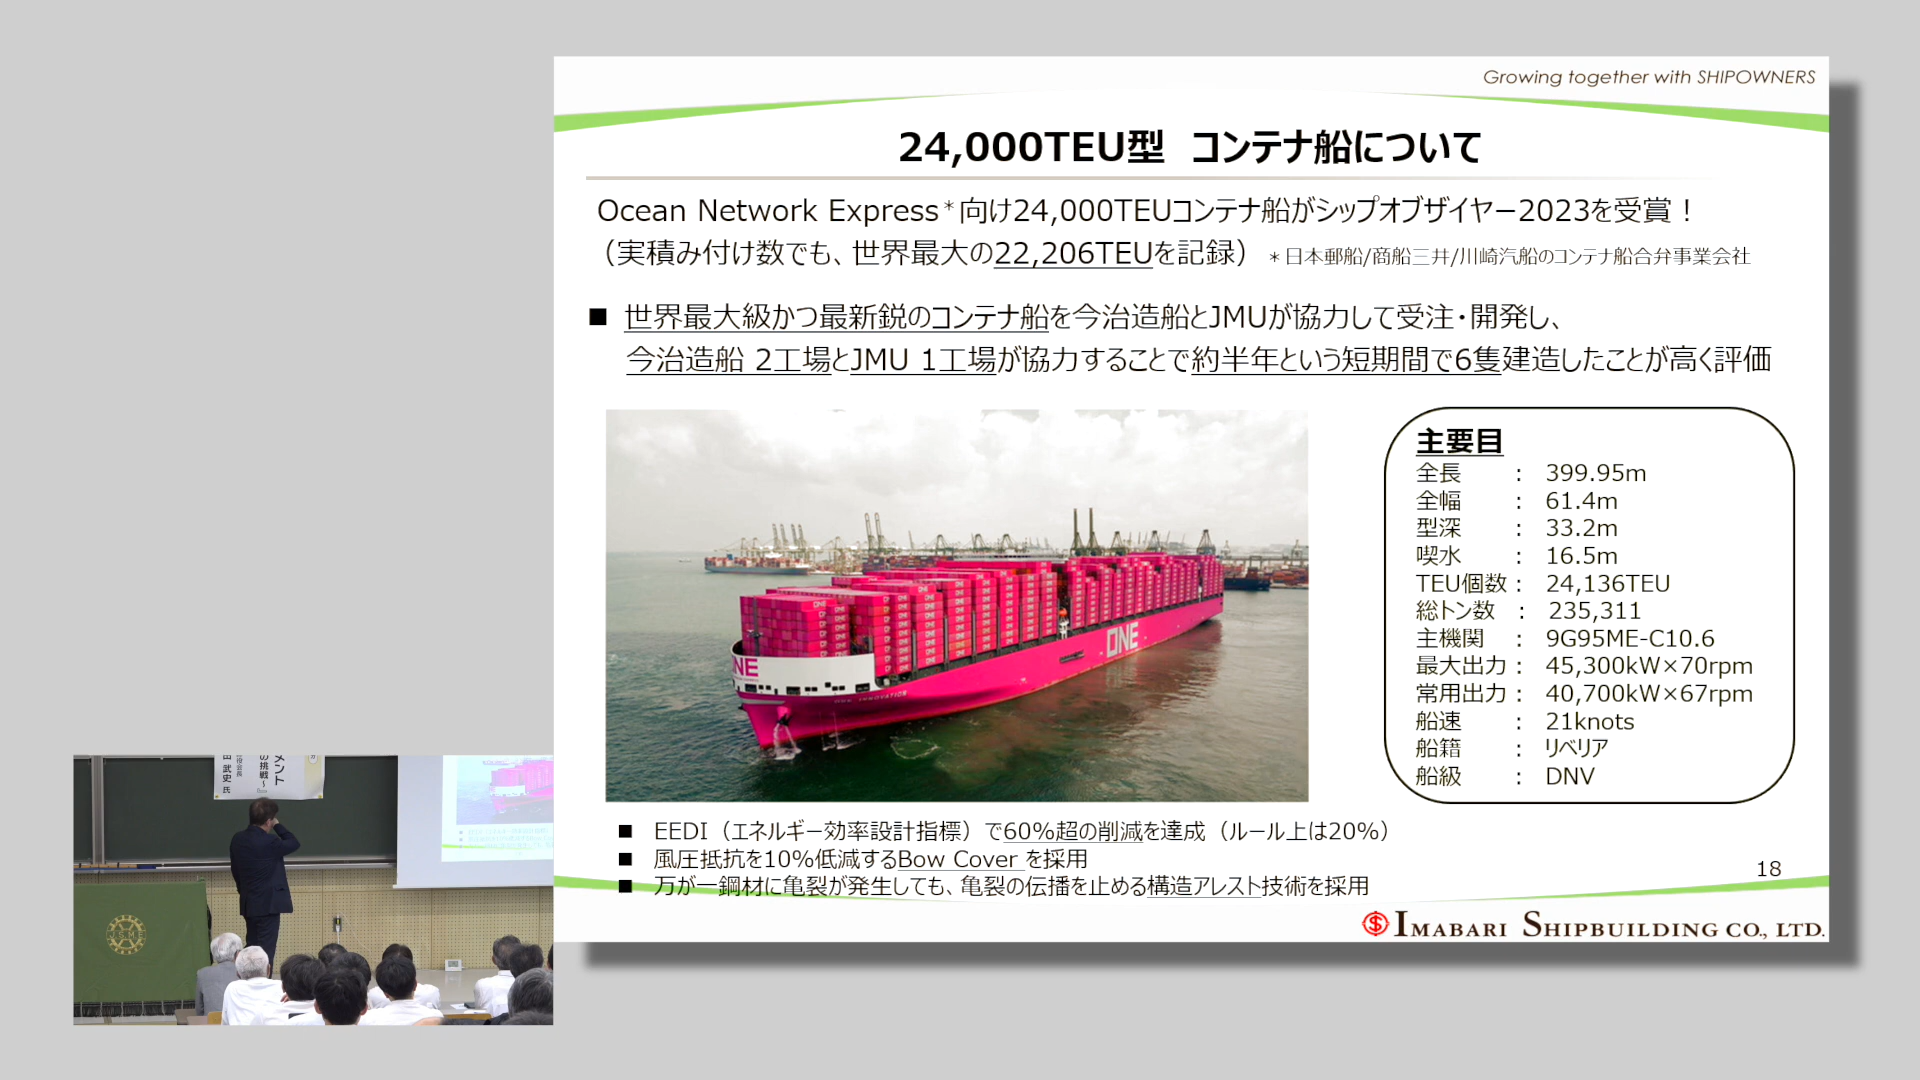 Growing together with SHIPOWNERS
24,000TEU型 コンテナ船について
Ocean Network Express*向け24,000TEUコンテナ船がシップオブザイヤー2023を受賞！
（実積み付け数でも、世界最大の22,206TEUを記録） *日本郵船/商船三井/川崎汽船のコンテナ船合弁事業会社
■ 世界最大級かつ最新鋭のコンテナ船を今治造船とJMUが協力して受注・開発し、
今治造船 2工場とJMU 1工場が協力することで約半年という短期間で6隻建造したことが高く評価
ONE
NE
主要目
全長 : 399.95m
全幅 : 61.4m
型深 : 33.2m
喫水 : 16.5m
TEU個数 : 24,136TEU
総トン数 : 235,311
主機関 : 9G95ME-C10.6
最大出力 : 45,300kW×70rpm
常用出力 : 40,700kW×67rpm
船速 : 21knots
船籍 : リベリア
船級 : DNV
■ EEDI（エネルギー効率設計指標）で60%超の削減を達成（ルール上は20%）
■ 風圧抵抗を10%低減するBow Cover を採用
■ 万が一鋼材に亀裂が発生しても、亀裂の伝播を止める構造アレスト技術を採用
18
IMABARI SHIPBUILDING CO., LTD.
メント
の挑戦～
役会長
田 武史 氏
J.S.M.E